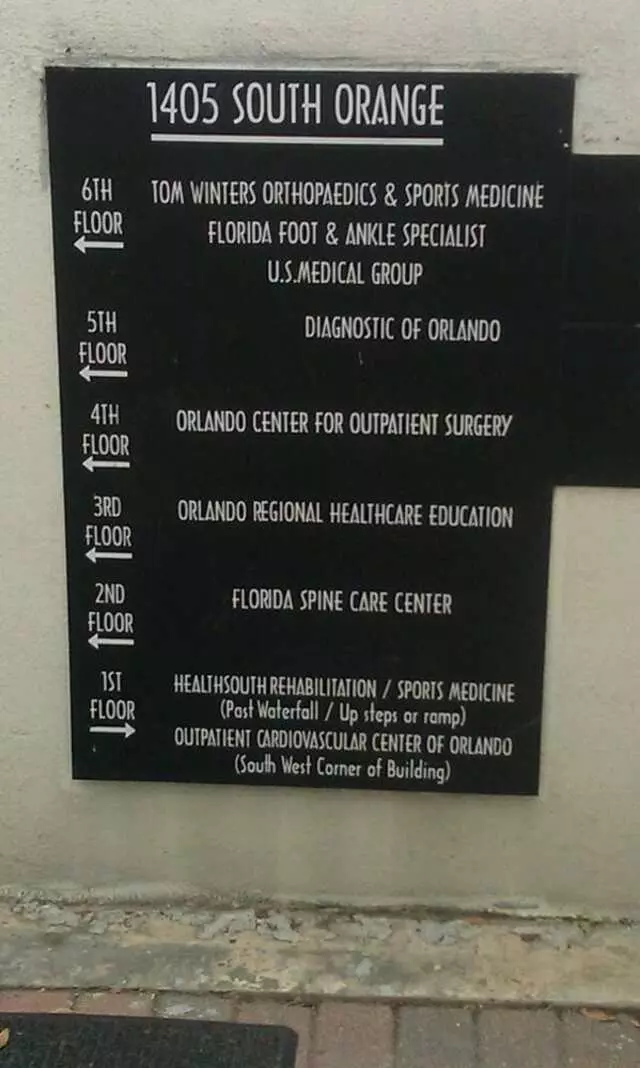 1405 SOUTH ORANGE
6TH FLOOR
TOM WINTERS ORTHOPAEDICS & SPORTS MEDICINE
FLORIDA FOOT & ANKLE SPECIALIST
U.S.MEDICAL GROUP
5TH FLOOR
DIAGNOSTIC OF ORLANDO
4TH FLOOR
ORLANDO CENTER FOR OUTPATIENT SURGERY
3RD FLOOR
ORLANDO REGIONAL HEALTHCARE EDUCATION
2ND FLOOR
FLORIDA SPINE CARE CENTER
1ST FLOOR
HEALTHSOUTH REHABILITATION / SPORTS MEDICINE
(Past Waterfall / Up steps or ramp)
OUTPATIENT CARDIOVASCULAR CENTER OF ORLANDO
(South West Corner of Building)